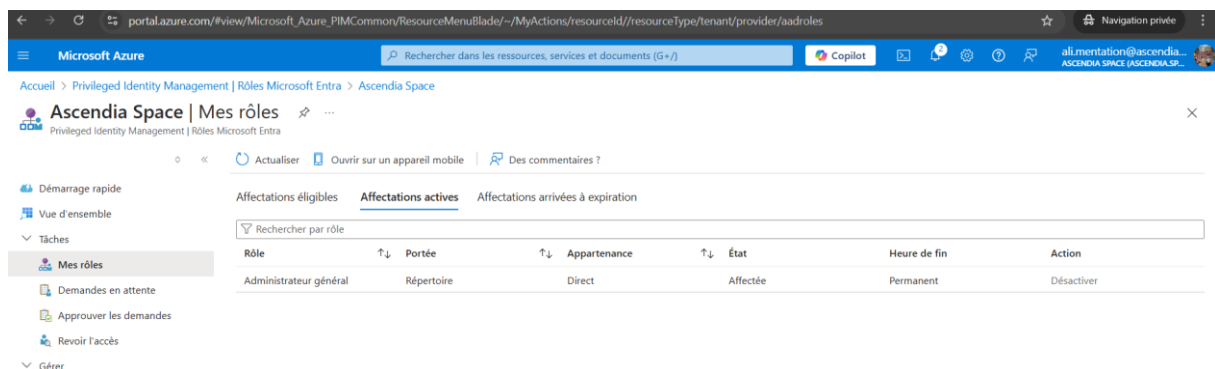 portal.azure.com/#view/Microsoft_Azure_PIMCommon/ResourceMenuBlade/~/MyActions/resourceId//resourceType/tenant/provider/aadroles
Navigation privée
Microsoft Azure
Rechercher dans les ressources, services et documents (G+/)
Copilot
2
ali.mentation@ascendia...
ASCENDIA SPACE (ASCENDIA.SP...
Accueil > Privileged Identity Management | Rôles Microsoft Entra > Ascendia Space
Ascendia Space | Mes rôles
Privileged Identity Management | Rôles Microsoft Entra
Actualiser Ouvrir sur un appareil mobile Des commentaires ?
Démarrage rapide
Vue d'ensemble
Tâches
Mes rôles
Demandes en attente
Approuver les demandes
Revoir l'accès
Gérer
Affectations éligibles Affectations actives Affectations arrivées à expiration
Rechercher par rôle
Rôle Portée Appartenance État Heure de fin Action
Administrateur général Répertoire Direct Affectée Permanent Désactiver